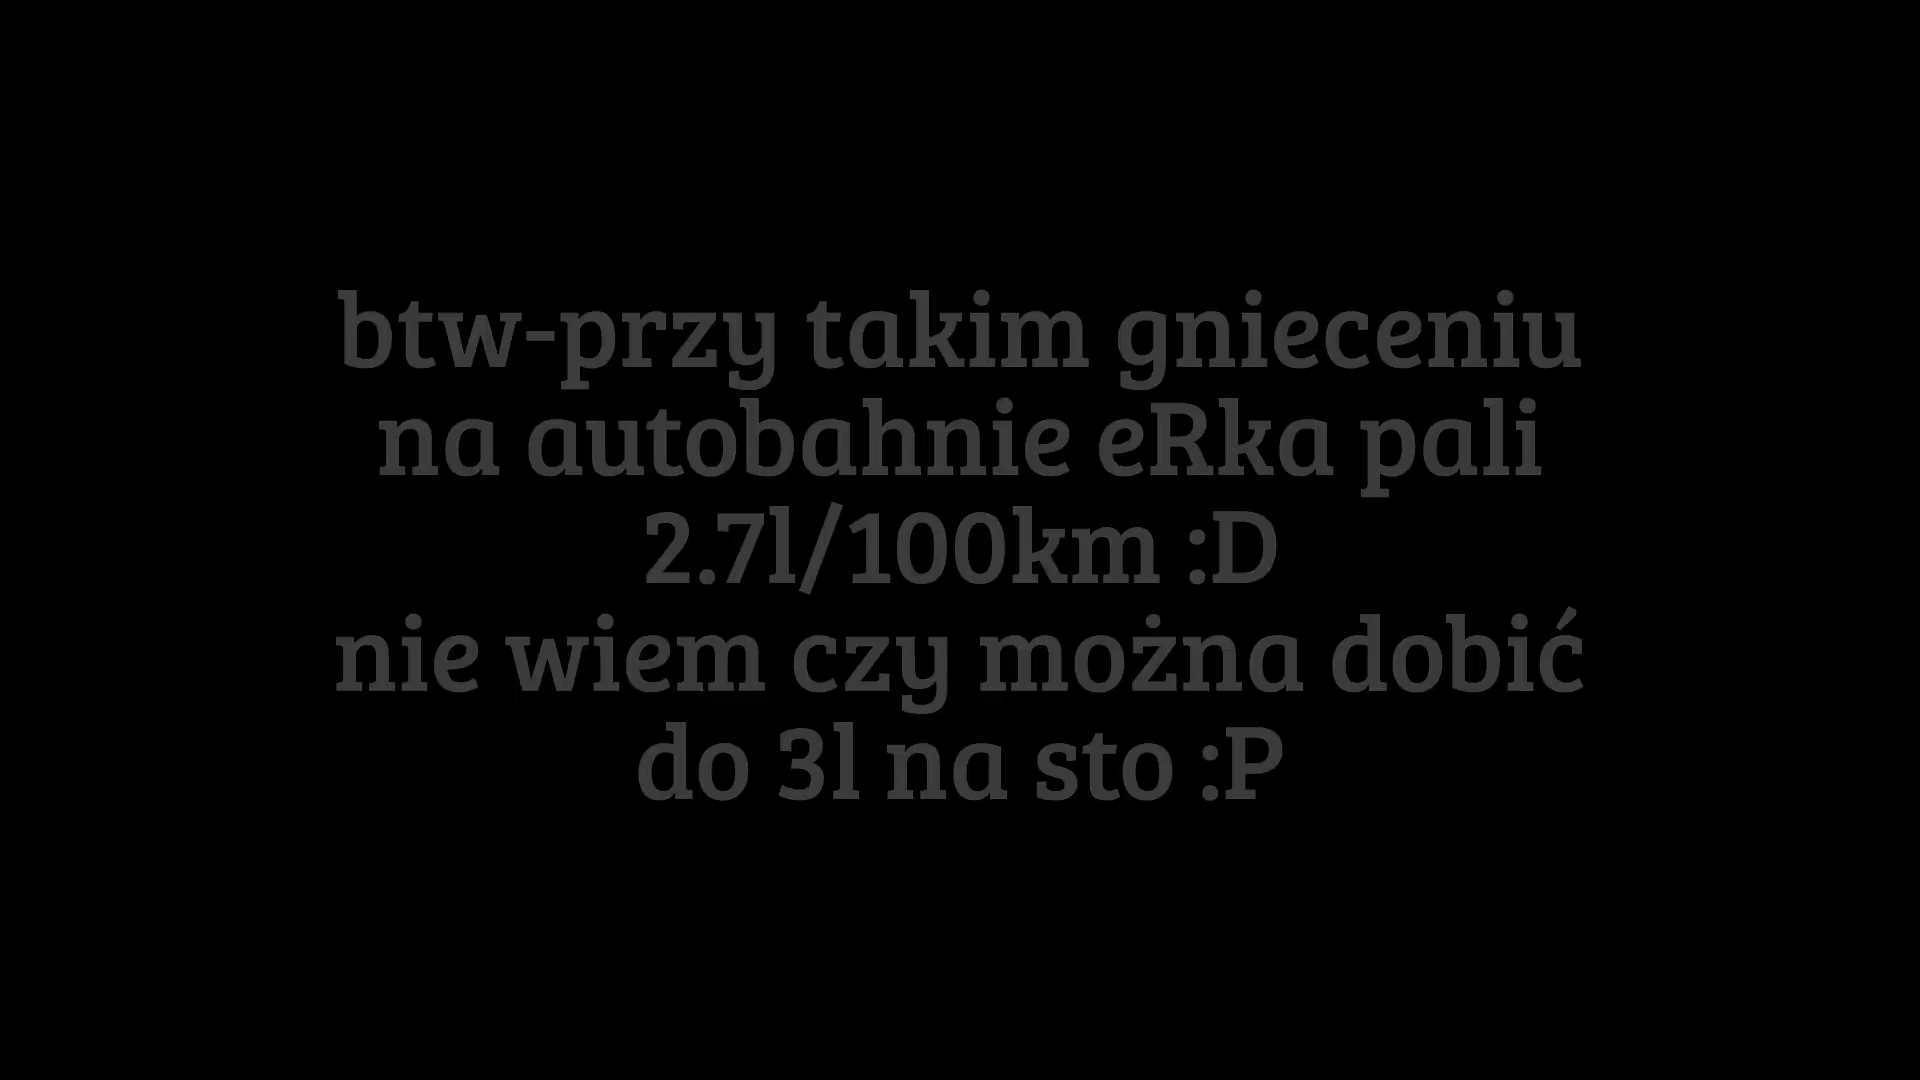 btw-przy takim gnieceniu
na autobahnie eRka pali
2.7l/100km :D
nie wiem czy można dobić
do 3l na sto :P